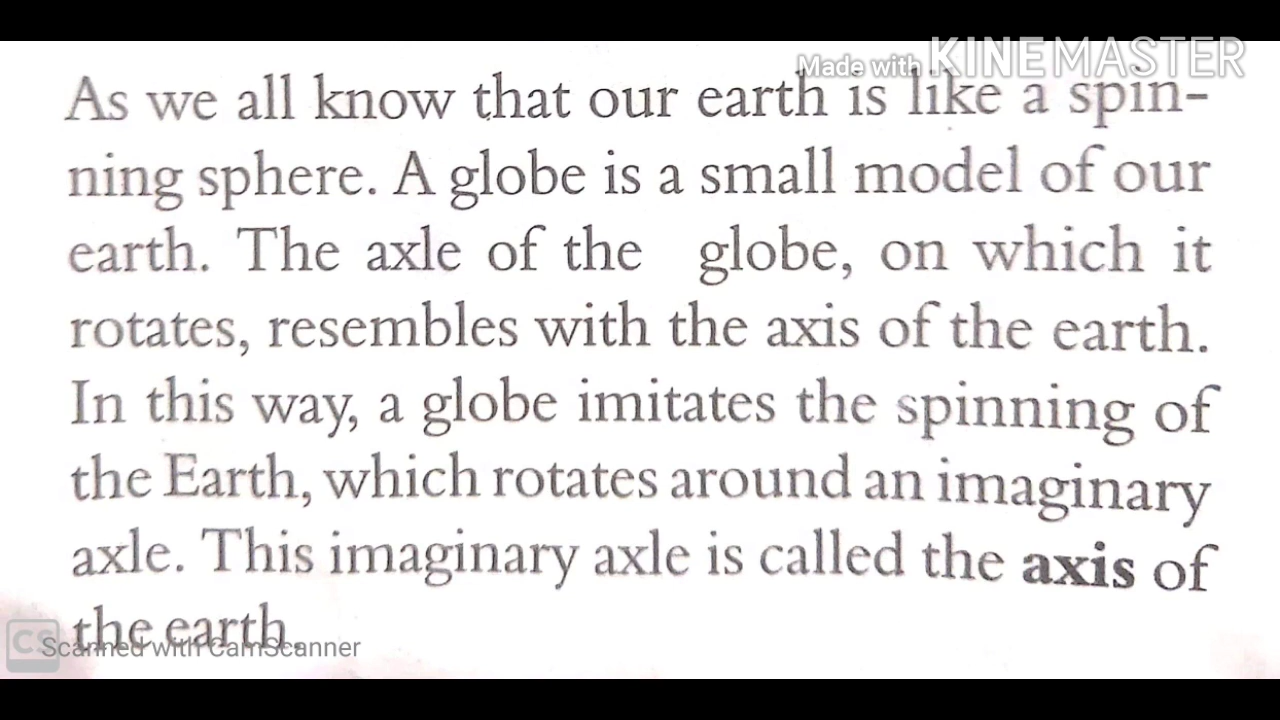 Made with KINEMASTER
As we all know that our earth is like a spin-
ning sphere. A globe is a small model of our
earth. The axle of the globe, on which it
rotates, resembles with the axis of the earth.
In this way, a globe imitates the spinning of
the Earth, which rotates around an imaginary
axle. This imaginary axle is called the axis of
the earth.
CS Scanned with CamScanner